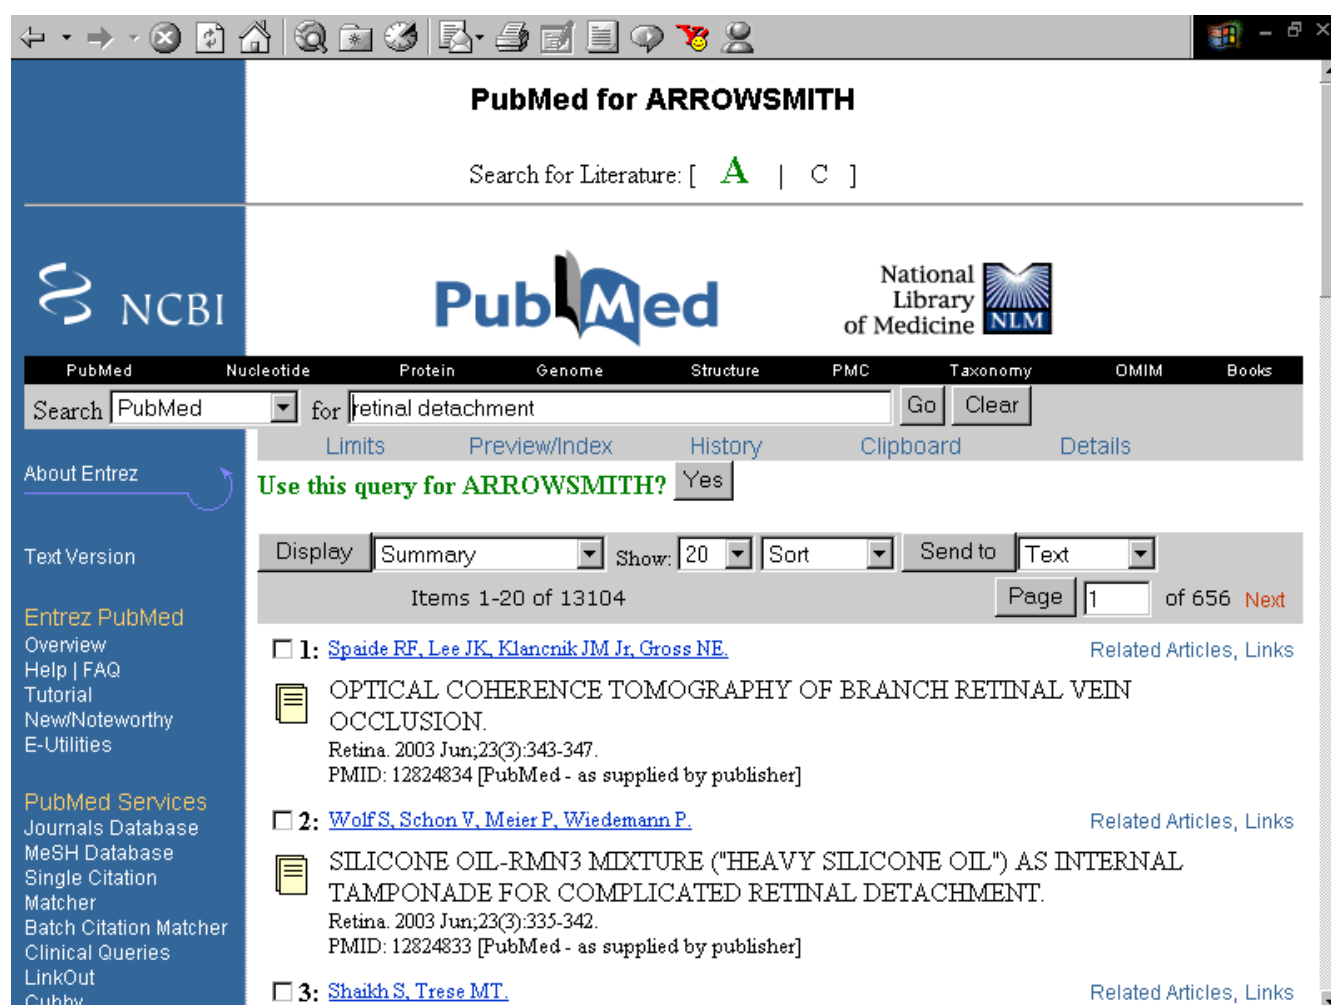 PubMed for ARROWSMITH
Search for Literature: [ A | C ]
NCBI
PubMed
National
Library
of Medicine NLM
PubMed Nucleotide Protein Genome Structure PMC Taxonomy OMIM Books
Search PubMed for retinal detachment Go Clear
Limits Preview/Index History Clipboard Details
About Entrez
Use this query for ARROWSMITH? Yes
Text Version
Display Summary Show: 20 Sort Send to Text
Items 1-20 of 13104 Page 1 of 656 Next
Entrez PubMed
Overview
Help | FAQ
Tutorial
New/Noteworthy
E-Utilities
PubMed Services
Journals Database
MeSH Database
Single Citation
Matcher
Batch Citation Matcher
Clinical Queries
LinkOut
Cubby
1: Spaide RF, Lee JK, Klancnik JM Jr, Gross NE. Related Articles, Links
OPTICAL COHERENCE TOMOGRAPHY OF BRANCH RETINAL VEIN
OCCLUSION.
Retina. 2003 Jun;23(3):343-347.
PMID: 12824834 [PubMed - as supplied by publisher]
2: Wolf S, Schon V, Meier P, Wiedemann P. Related Articles, Links
SILICONE OIL-RMN3 MIXTURE ("HEAVY SILICONE OIL") AS INTERNAL
TAMPONADE FOR COMPLICATED RETINAL DETACHMENT.
Retina. 2003 Jun;23(3):335-342.
PMID: 12824833 [PubMed - as supplied by publisher]
3: Shaikh S, Trese MT. Related Articles, Links